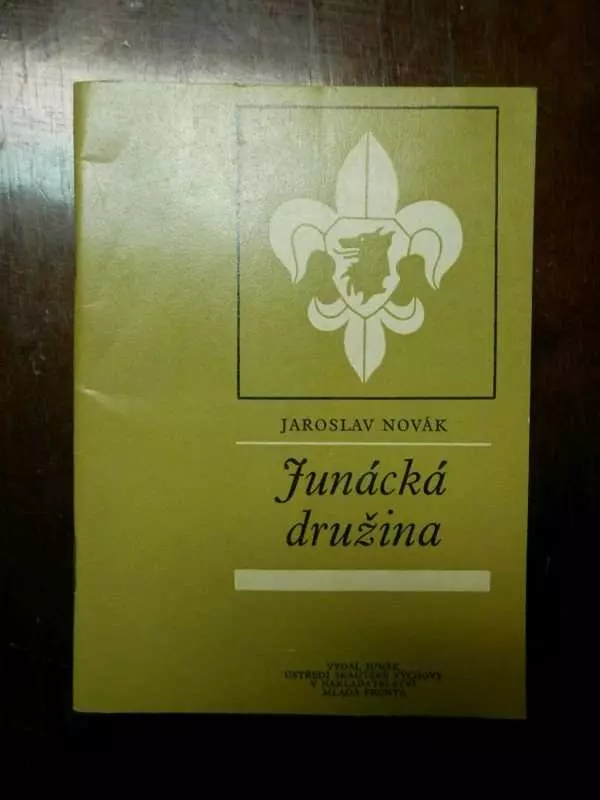 JAROSLAV NOVÁK
Junácká
družina
VYDAL JUNÁK
ÚSTŘEDÍ SKAUTSKÉ VÝCHOVY
V NAKLADATELSTVÍ
MLADÁ FRONTA